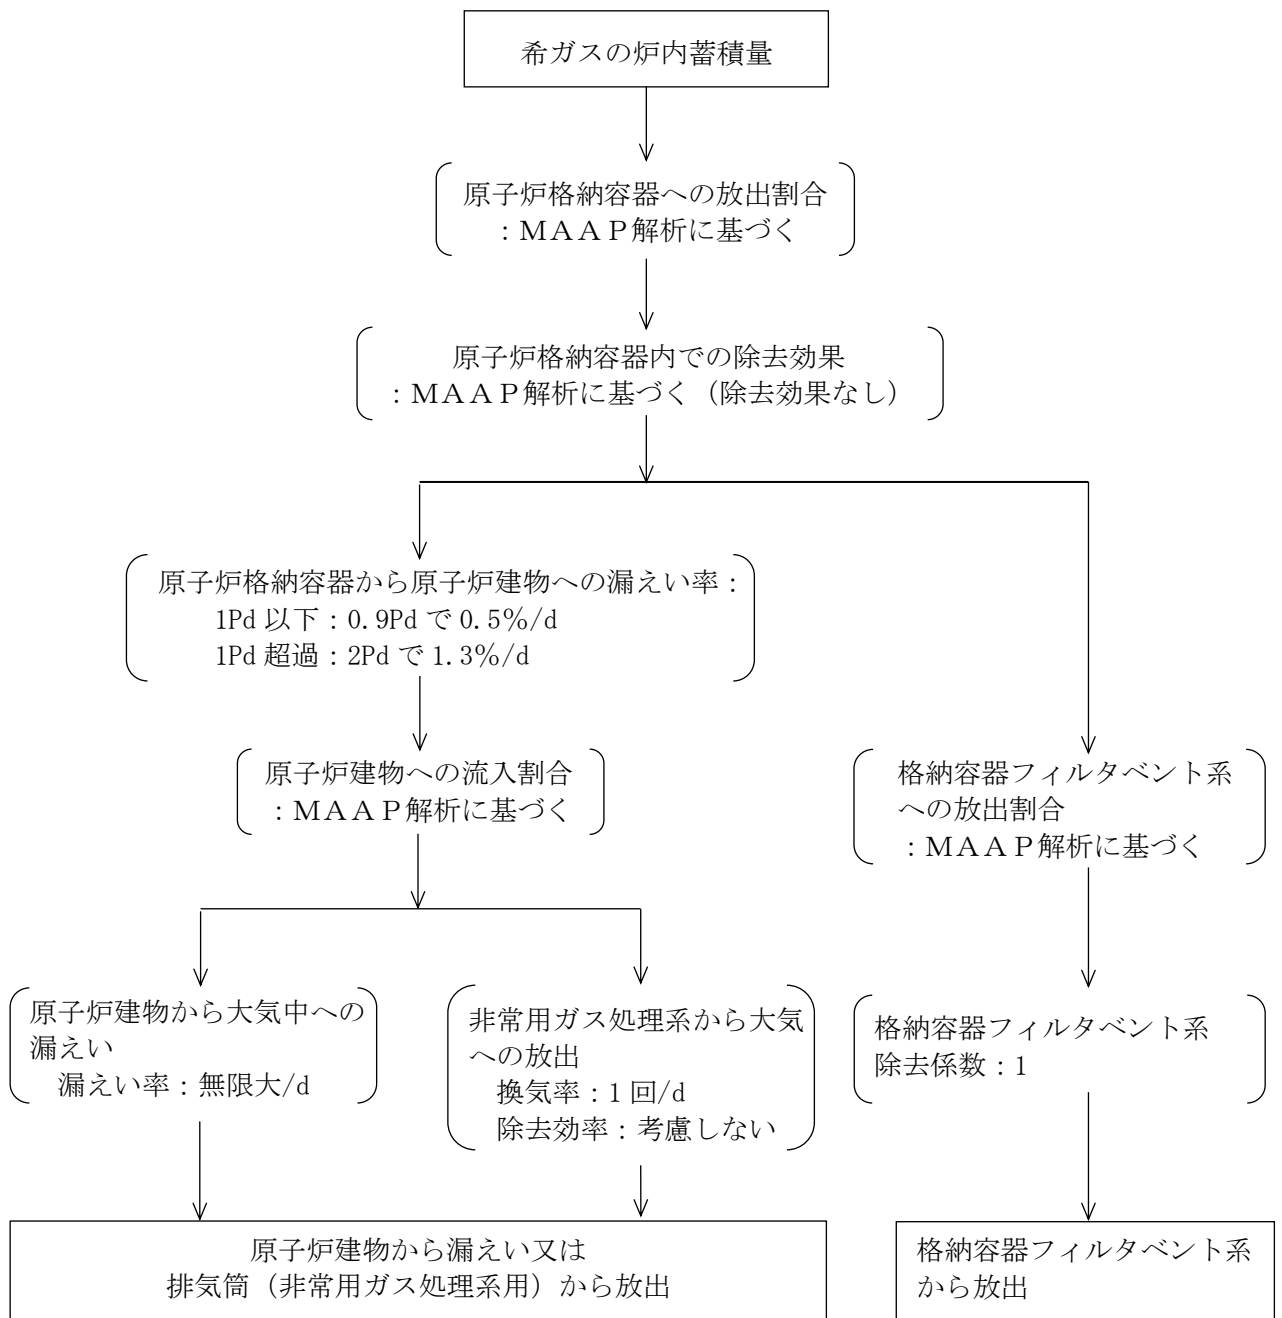 希ガスの炉内蓄積量
原子炉格納容器への放出割合
：ＭＡＡＰ解析に基づく
原子炉格納容器内での除去効果
：ＭＡＡＰ解析に基づく（除去効果なし）
原子炉格納容器から原子炉建物への漏えい率：
1Pd 以下：0.9Pd で 0.5%/d
1Pd 超過：2Pd で 1.3%/d
原子炉建物への流入割合
：ＭＡＡＰ解析に基づく
格納容器フィルタベント系
への放出割合
：ＭＡＡＰ解析に基づく
原子炉建物から大気中への
漏えい
漏えい率：無限大/d
非常用ガス処理系から大気
への放出
換気率：1 回/d
除去効率：考慮しない
格納容器フィルタベント系
除去係数：1
原子炉建物から漏えい又は
排気筒（非常用ガス処理系用）から放出
格納容器フィルタベント系
から放出